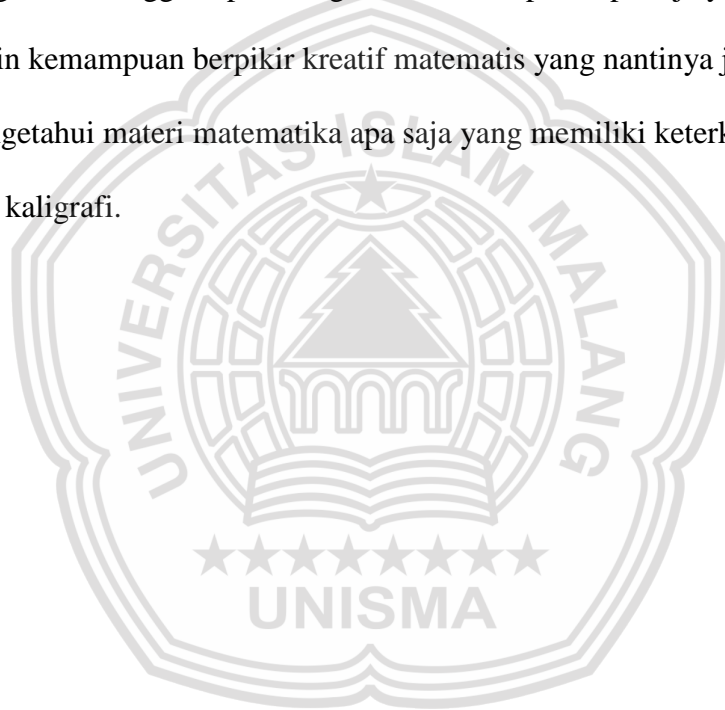 in kemampuan berpikir kreatif matematis yang nantinya j
getahui materi matematika apa saja yang memiliki keterk
kaligrafi.
UNIVERSITAS ISLAM MALANG
UNISMA